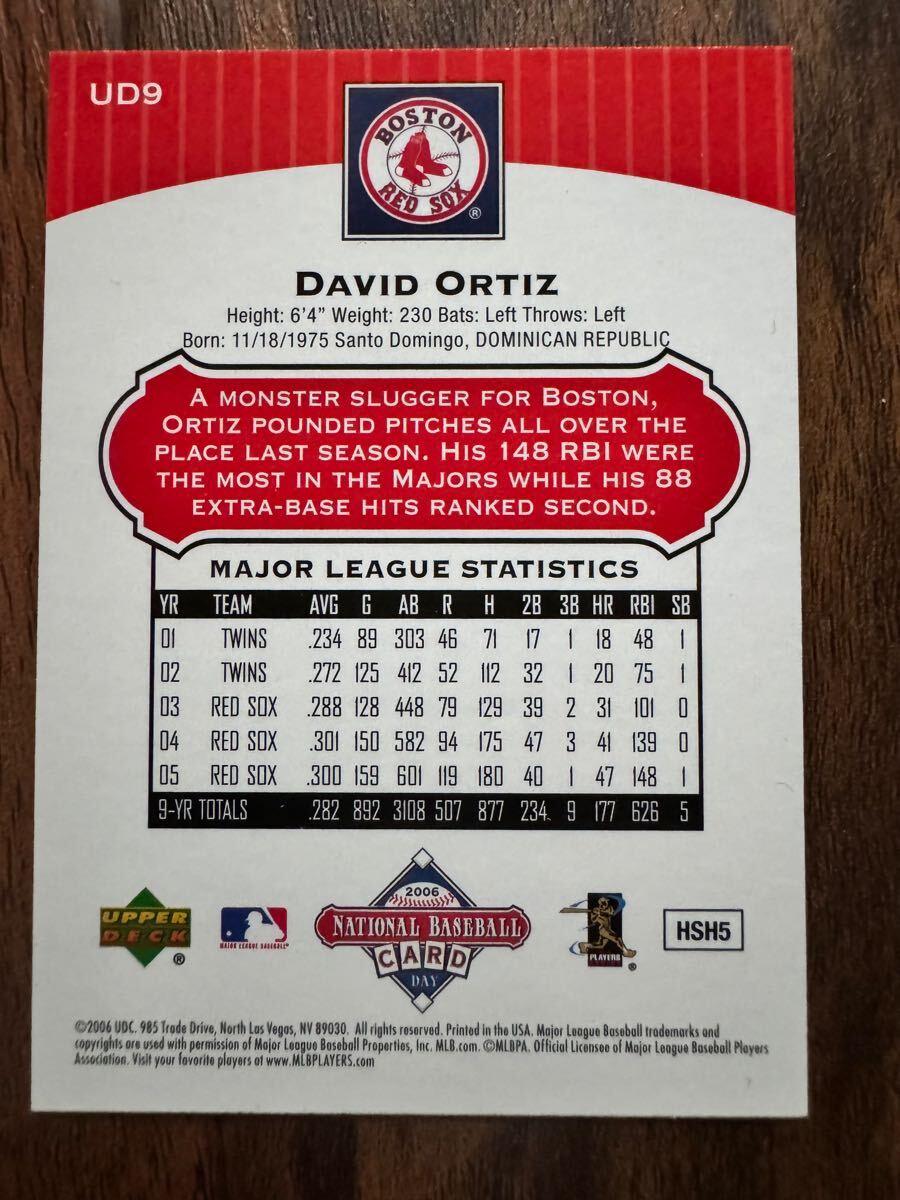 UD9
BOSTON
RED SOX
®
DAVID ORTIZ
Height: 6'4" Weight: 230 Bats: Left Throws: Left
Born: 11/18/1975 Santo Domingo, DOMINICAN REPUBLIC
A MONSTER SLUGGER FOR BOSTON,
ORTIZ POUNDED PITCHES ALL OVER THE
PLACE LAST SEASON. HIS 148 RBI WERE
THE MOST IN THE MAJORS WHILE HIS 88
EXTRA-BASE HITS RANKED SECOND.
MAJOR LEAGUE STATISTICS
YR TEAM AVG G AB R H 2B 3B HR RBI SB
01 TWINS .234 89 303 46 71 17 1 18 48 1
02 TWINS .272 125 412 52 112 32 1 20 75 1
03 RED SOX .288 128 448 79 129 39 2 31 101 0
04 RED SOX .301 150 582 94 175 47 3 41 139 0
05 RED SOX .300 159 601 119 180 40 1 47 148 1
9-YR TOTALS .282 892 3108 507 877 234 9 177 626 5
UPPER
DECK
®
MAJOR LEAGUE BASEBALL
2006
NATIONAL BASEBALL
CARD
DAY
PLAYERS
®
HSH5
©2006 UDC. 985 Trade Drive, North Las Vegas, NV 89030. All rights reserved. Printed in the USA. Major League Baseball trademarks and
copyrights are used with permission of Major League Baseball Properties, Inc. MLB.com. ©MLBPA. Official Licensee of Major League Baseball Players
Association. Visit your favorite players at www.MLBPLAYERS.com